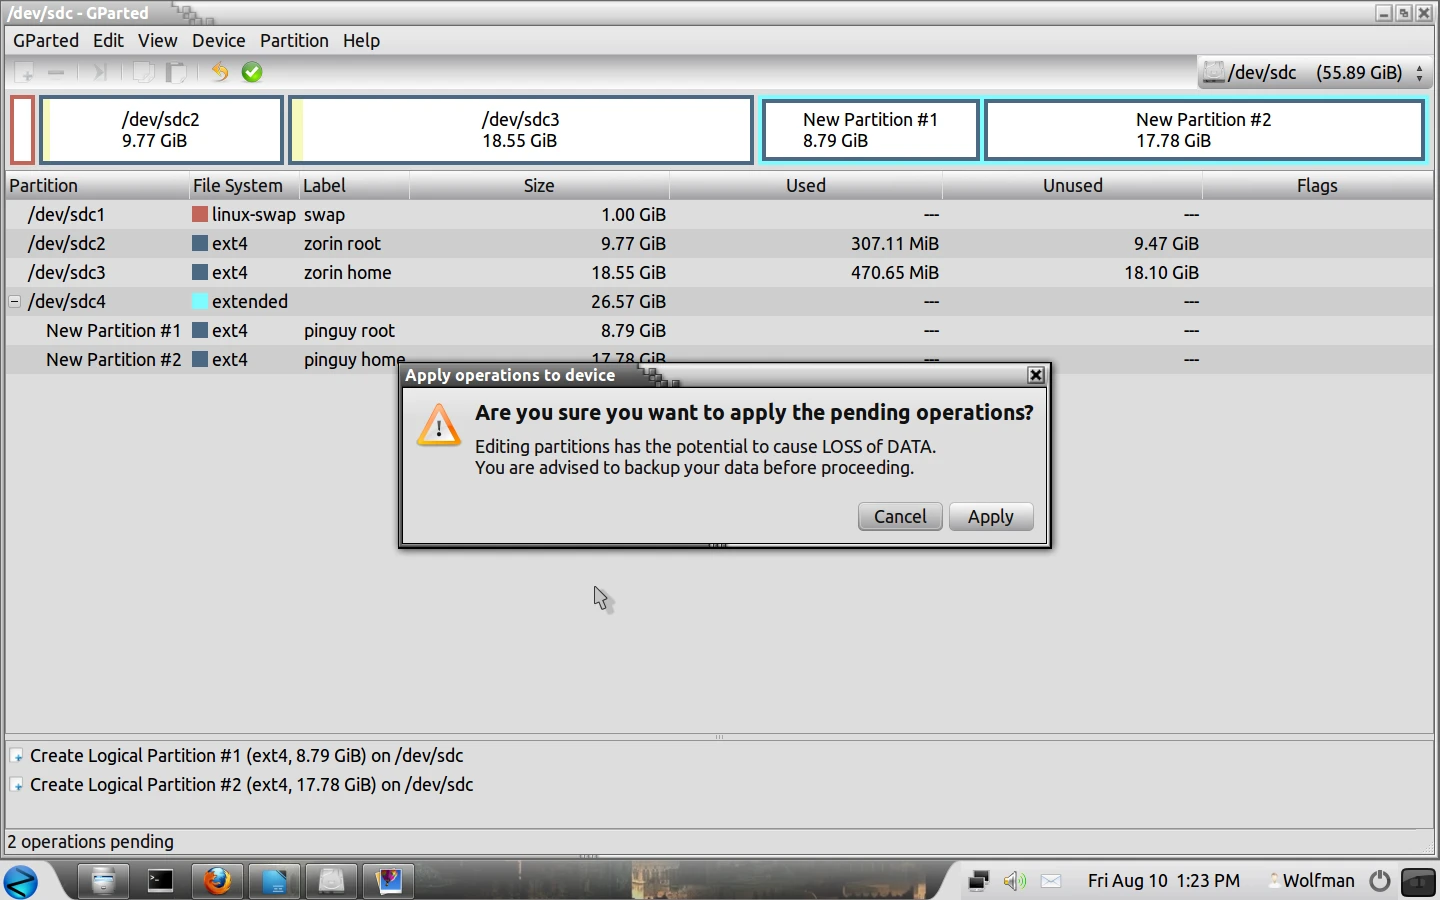 /dev/sdc - GParted
GParted Edit View Device Partition Help
/dev/sdc (55.89 GiB)
/dev/sdc2
9.77 GiB
/dev/sdc3
18.55 GiB
New Partition #1
8.79 GiB
New Partition #2
17.78 GiB
Partition File System Label Size Used Unused Flags
/dev/sdc1 linux-swap swap 1.00 GiB --- ---
/dev/sdc2 ext4 zorin root 9.77 GiB 307.11 MiB 9.47 GiB
/dev/sdc3 ext4 zorin home 18.55 GiB 470.65 MiB 18.10 GiB
/dev/sdc4 extended 26.57 GiB --- ---
New Partition #1 ext4 pinguy root 8.79 GiB --- ---
New Partition #2 ext4 pinguy home 17.78 GiB --- ---
Apply operations to device
Are you sure you want to apply the pending operations?
Editing partitions has the potential to cause LOSS of DATA.
You are advised to backup your data before proceeding.
Cancel Apply
Create Logical Partition #1 (ext4, 8.79 GiB) on /dev/sdc
Create Logical Partition #2 (ext4, 17.78 GiB) on /dev/sdc
2 operations pending
Fri Aug 10 1:23 PM Wolfman 1